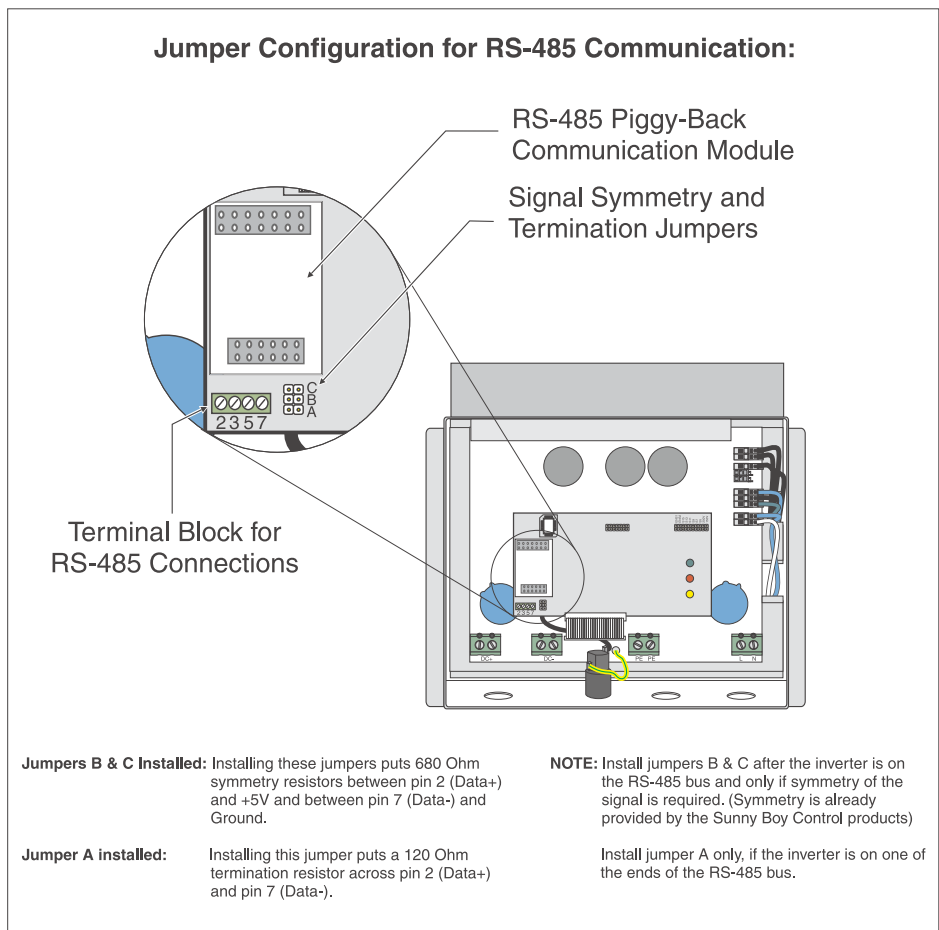 Jumper Configuration for RS-485 Communication:
RS-485 Piggy-Back
Communication Module
Signal Symmetry and
Termination Jumpers
C
B
A
2 3 5 7
Terminal Block for
RS-485 Connections
2357
DC+
DC-
PE PE
L N
Jumpers B & C Installed: Installing these jumpers puts 680 Ohm
symmetry resistors between pin 2 (Data+)
and +5V and between pin 7 (Data-) and
Ground.
Jumper A installed: Installing this jumper puts a 120 Ohm
termination resistor across pin 2 (Data+)
and pin 7 (Data-).
NOTE: Install jumpers B & C after the inverter is on
the RS-485 bus and only if symmetry of the
signal is required. (Symmetry is already
provided by the Sunny Boy Control products)
Install jumper A only, if the inverter is on one of
the ends of the RS-485 bus.